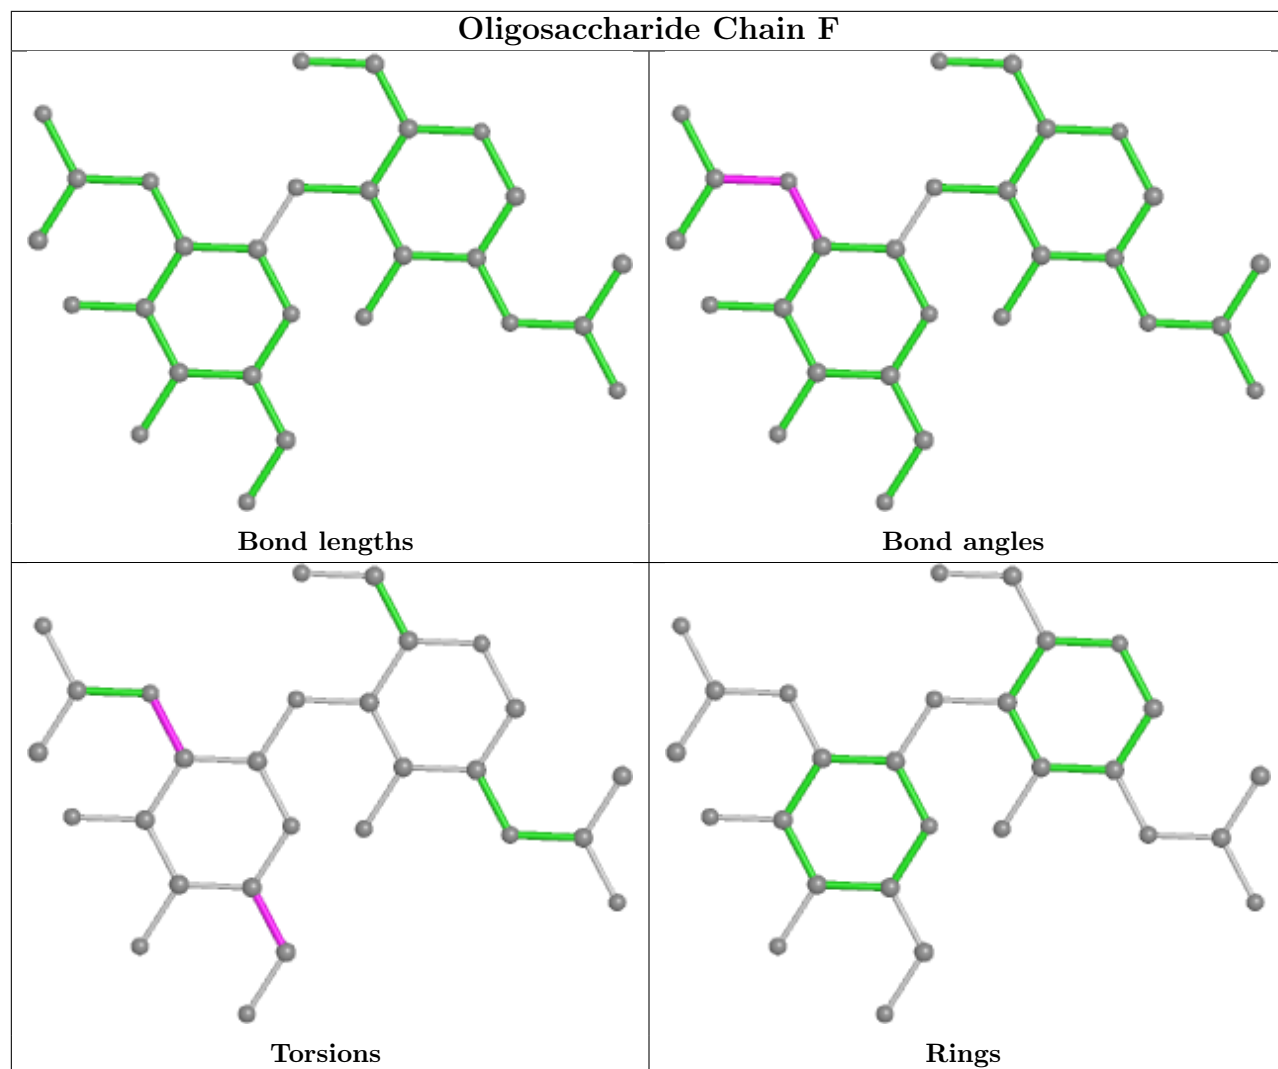 Oligosaccharide Chain F
Bond lengths
Bond angles
Torsions
Rings